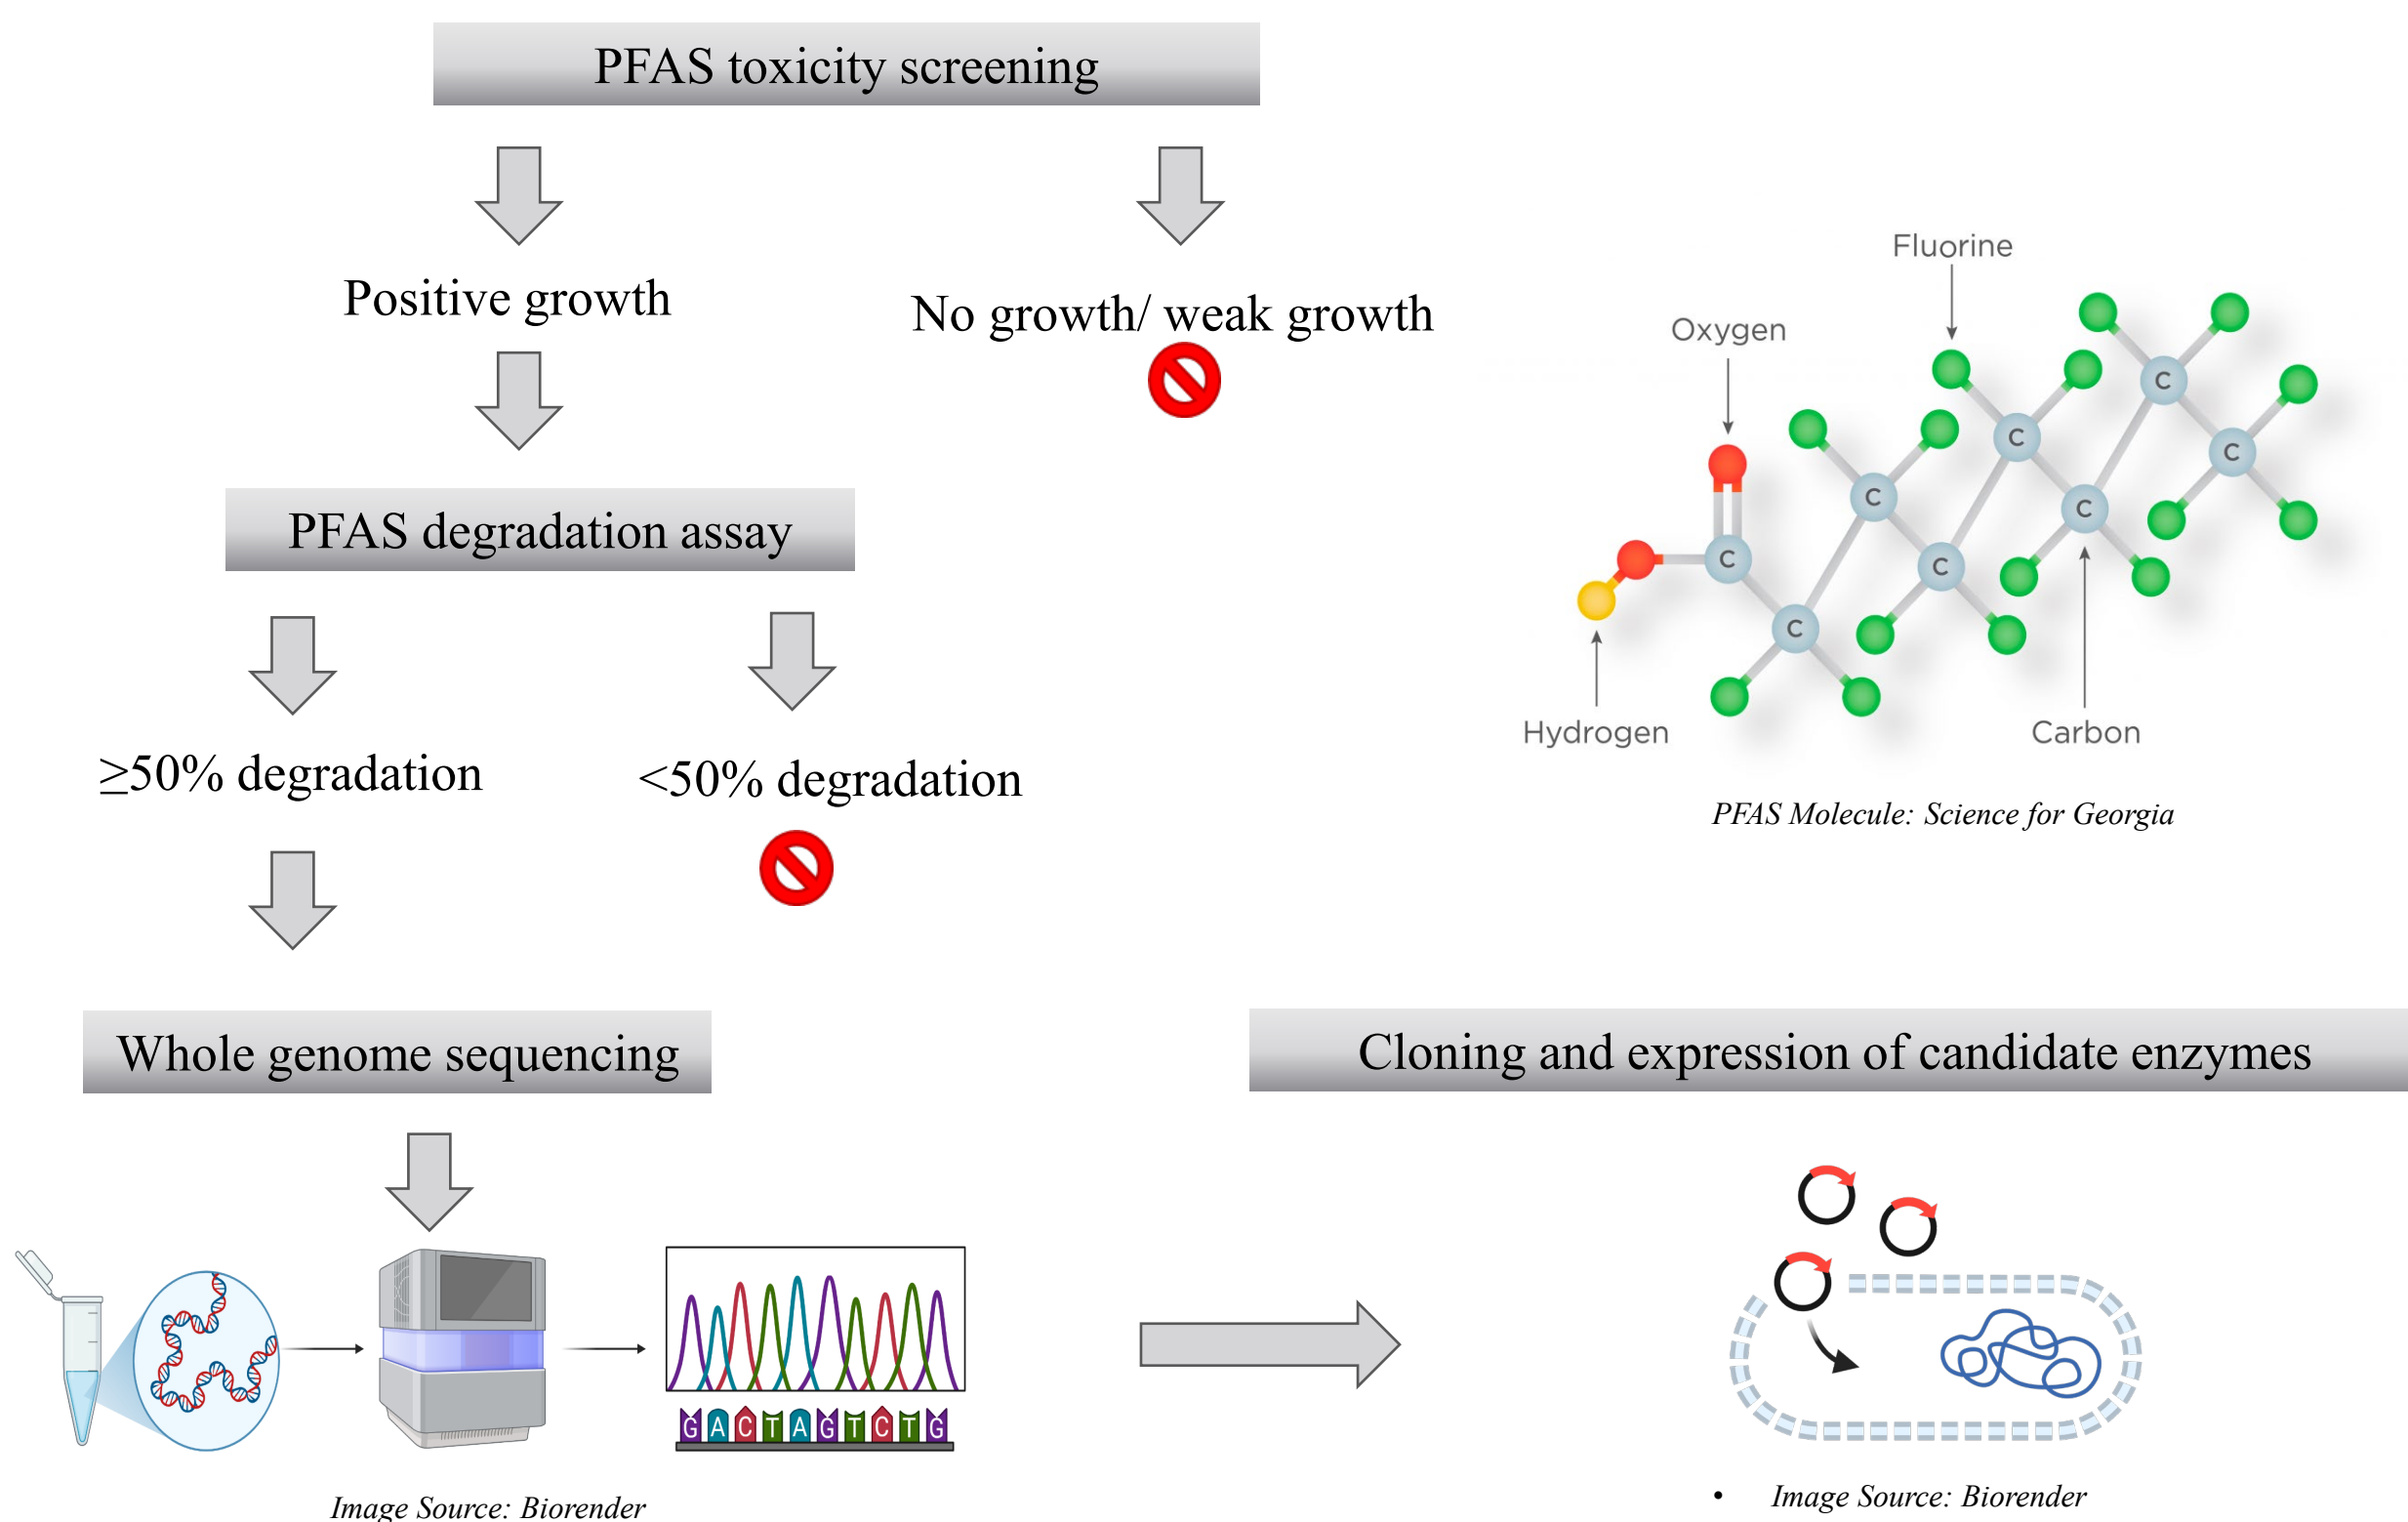 PFAS toxicity screening
Positive growth
No growth/ weak growth
PFAS degradation assay
≥50% degradation
<50% degradation
Fluorine
Oxygen
C
C
C
C
C
C
C
C
Hydrogen
Carbon
PFAS Molecule: Science for Georgia
Whole genome sequencing
Cloning and expression of candidate enzymes
GACTAGTCTG
Image Source: Biorender
• Image Source: Biorender